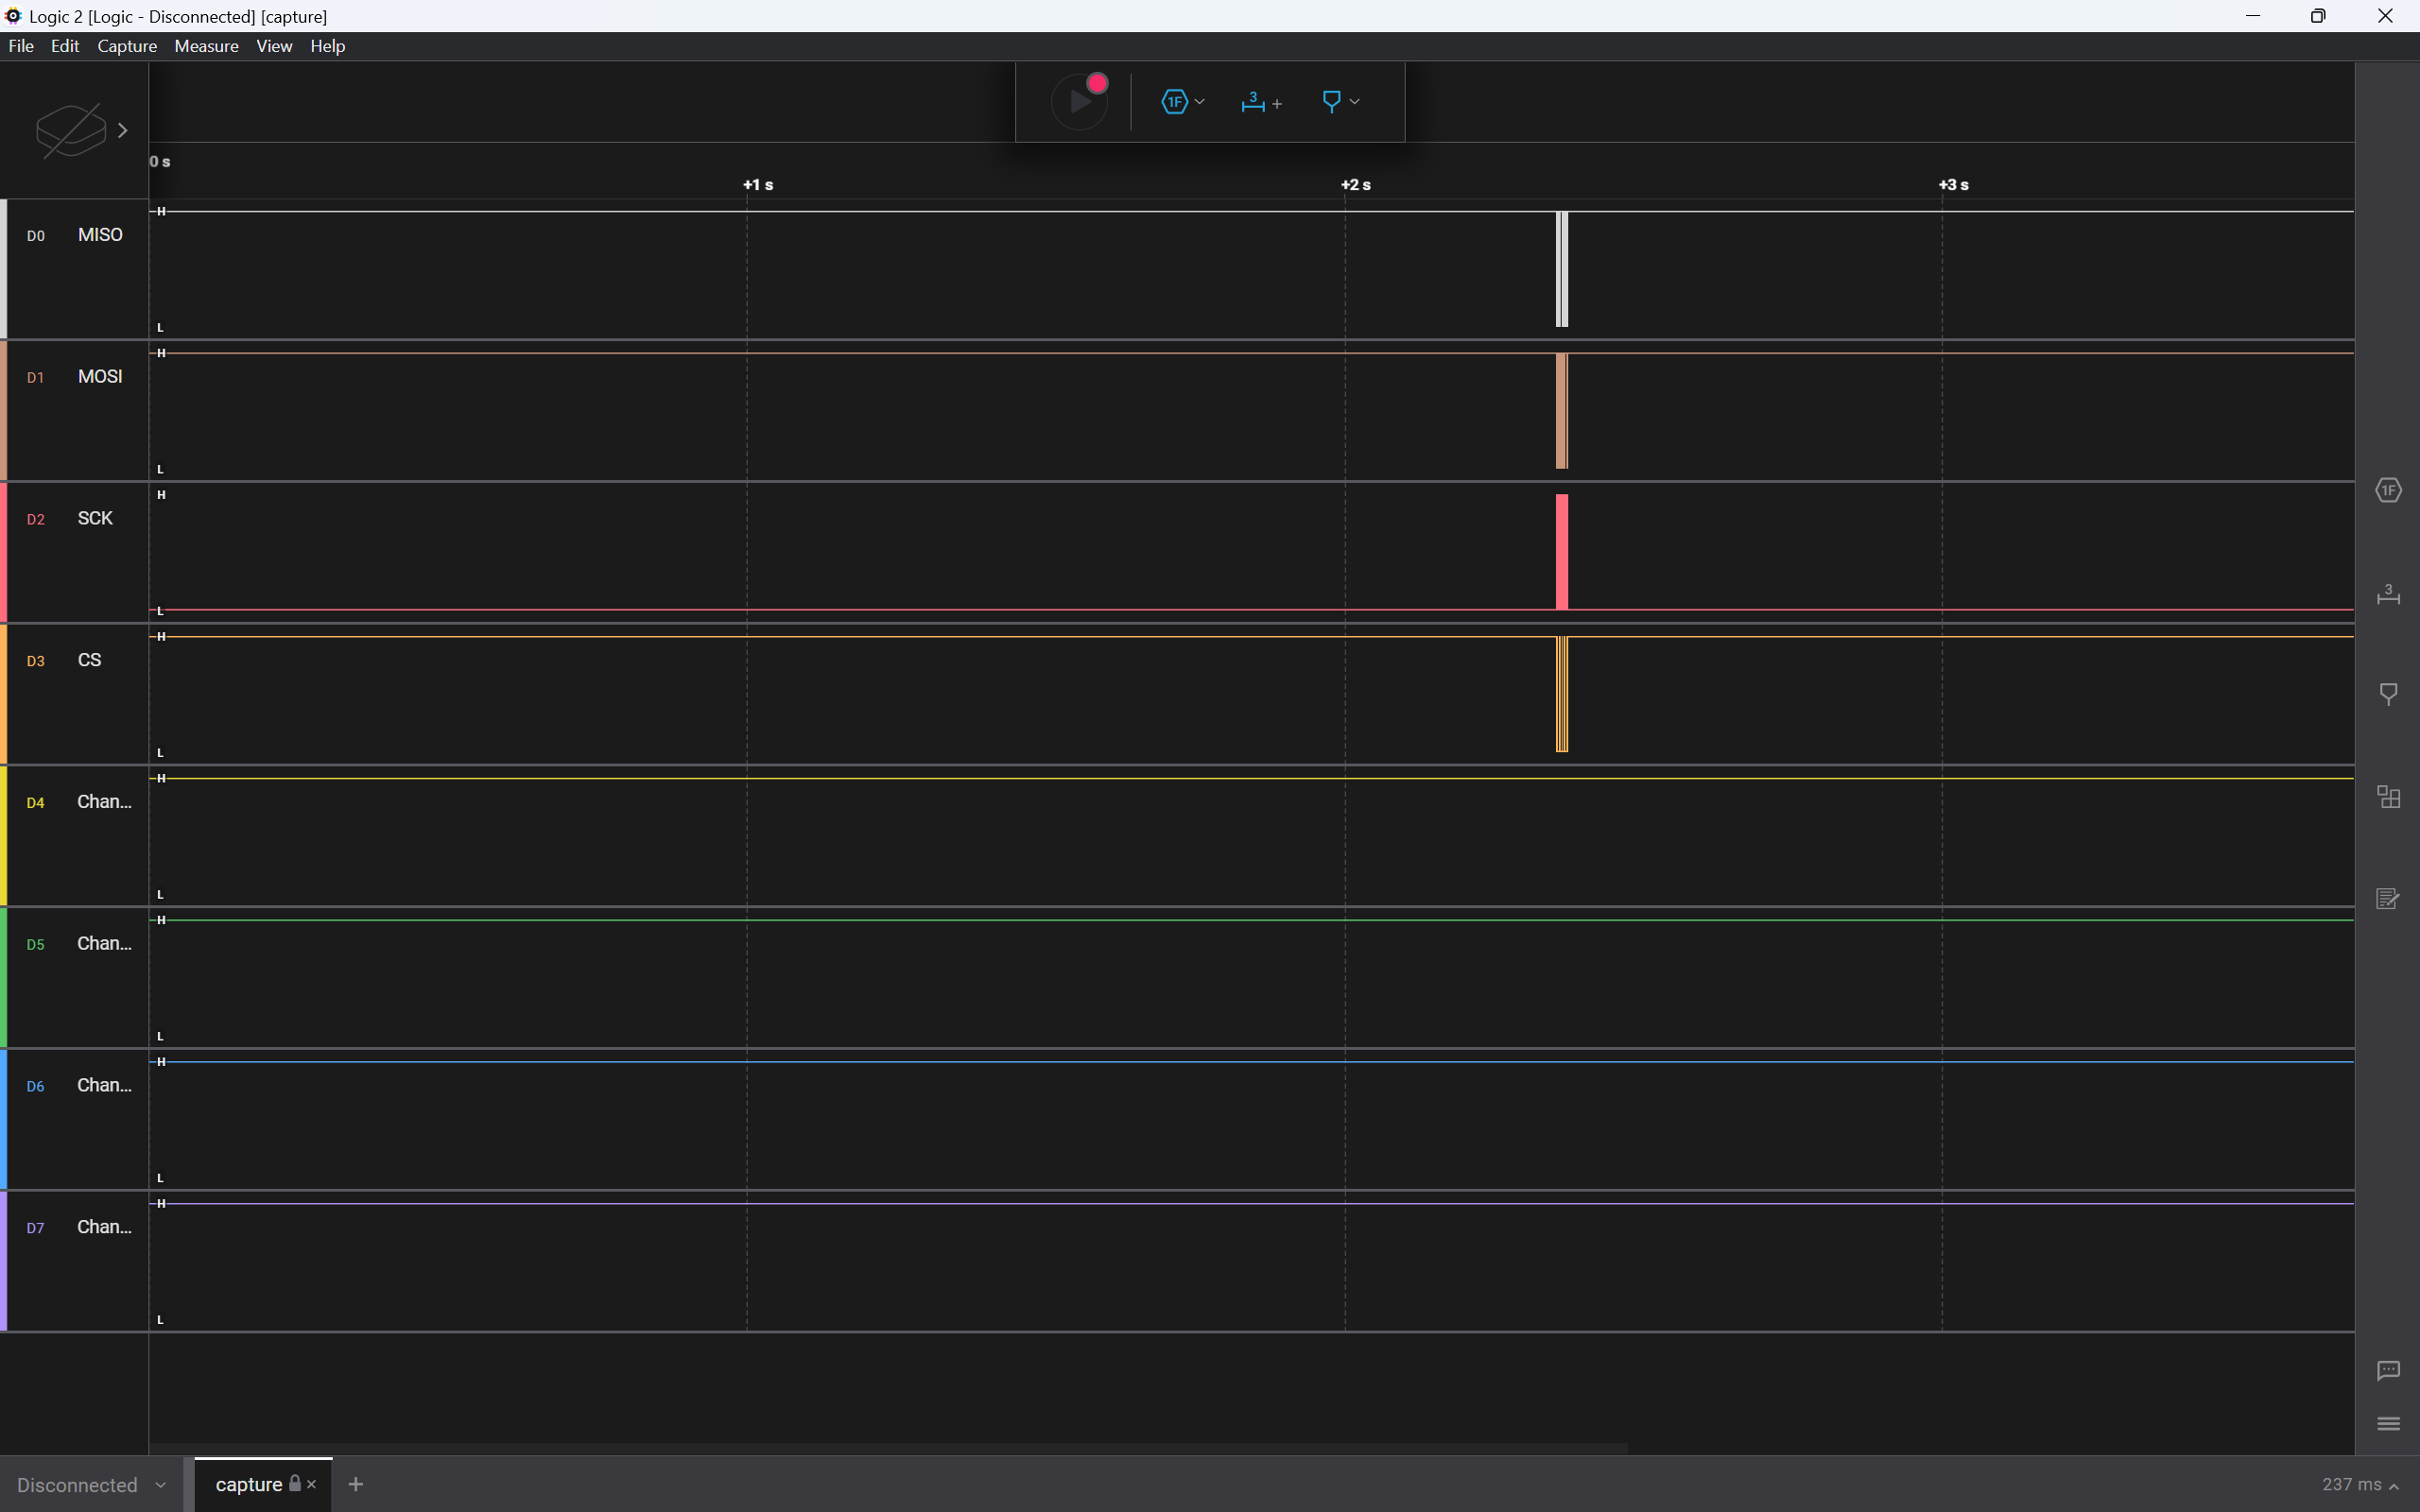 Logic 2 [Logic - Disconnected] [capture]
File Edit Capture Measure View Help
1F 3 +
0 s
+1 s +2 s +3 s
H
D0 MISO
L
H
D1 MOSI
L
H
D2 SCK
1F
L
3
H
D3 CS
L
H
D4 Chan...
L
H
D5 Chan...
L
H
D6 Chan...
L
H
D7 Chan...
L
Disconnected capture × + 237 ms